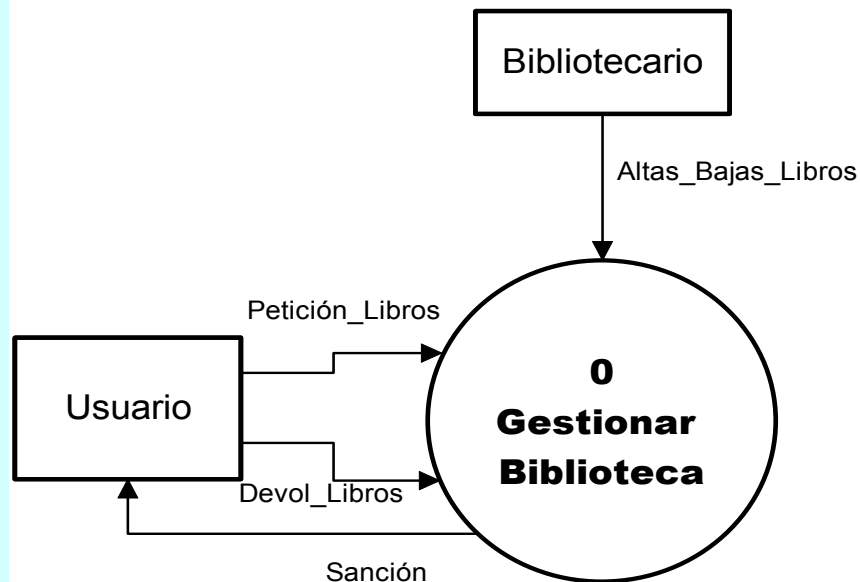 Bibliotecario
Altas_Bajas_Libros
Petición_Libros
Usuario
0
Gestionar
Biblioteca
Devol_Libros
Sanción